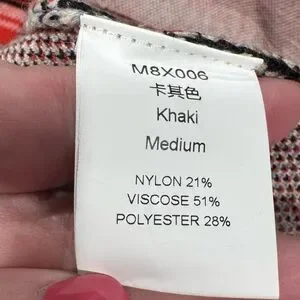 M8X006
卡其色
Khaki
Medium
NYLON 21%
VISCOSE 51%
POLYESTER 28%